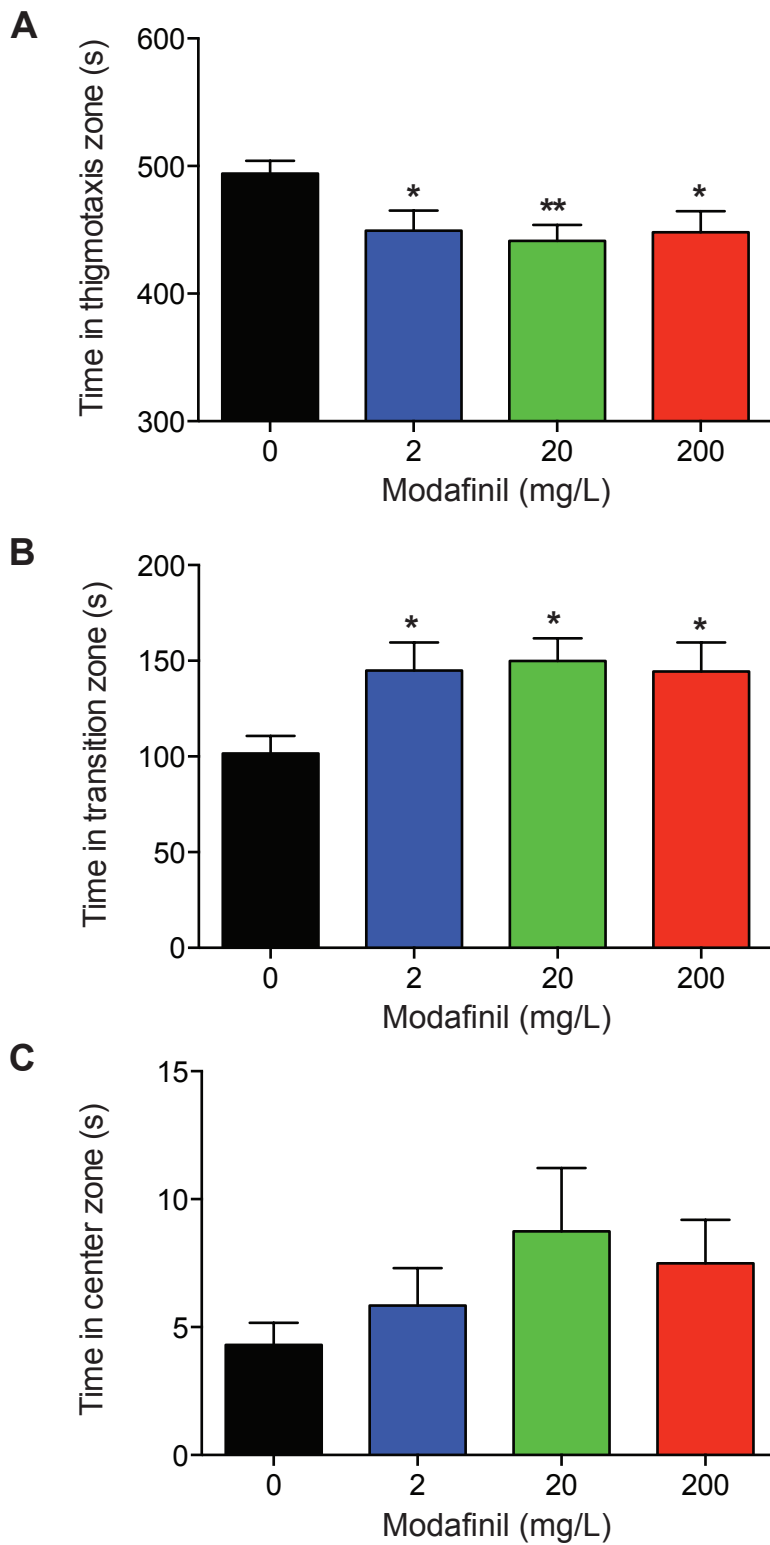 A
Time in thigmotaxis zone (s)
600
500
400
300
*
**
*
0 2 20 200
Modafinil (mg/L)
B
Time in transition zone (s)
200
150
100
50
0
*
*
*
0 2 20 200
Modafinil (mg/L)
C
Time in center zone (s)
15
10
5
0
0 2 20 200
Modafinil (mg/L)